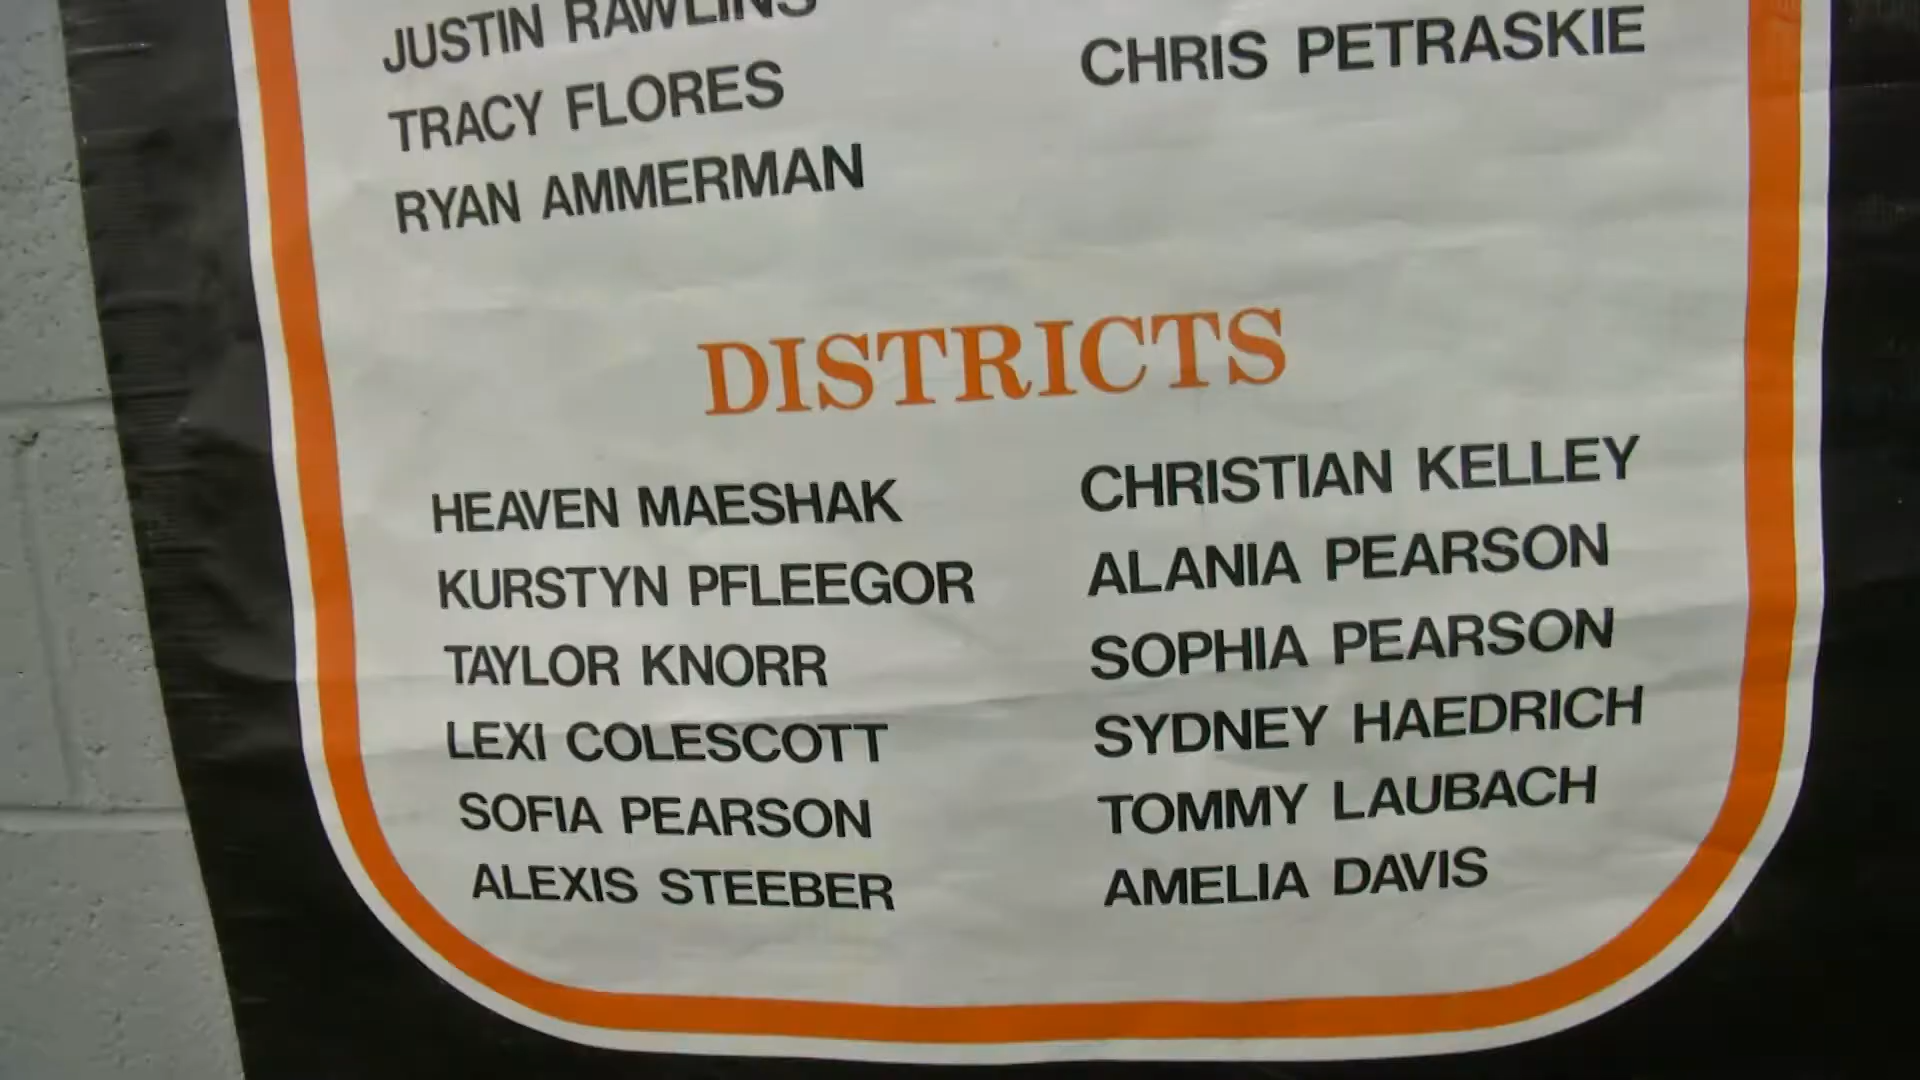 JUSTIN RAWLINS
TRACY FLORES
RYAN AMMERMAN
CHRIS PETRASKIE
DISTRICTS
HEAVEN MAESHAK
KURSTYN PFLEEGOR
TAYLOR KNORR
LEXI COLESCOTT
SOFIA PEARSON
ALEXIS STEEBER
CHRISTIAN KELLEY
ALANIA PEARSON
SOPHIA PEARSON
SYDNEY HAEDRICH
TOMMY LAUBACH
AMELIA DAVIS